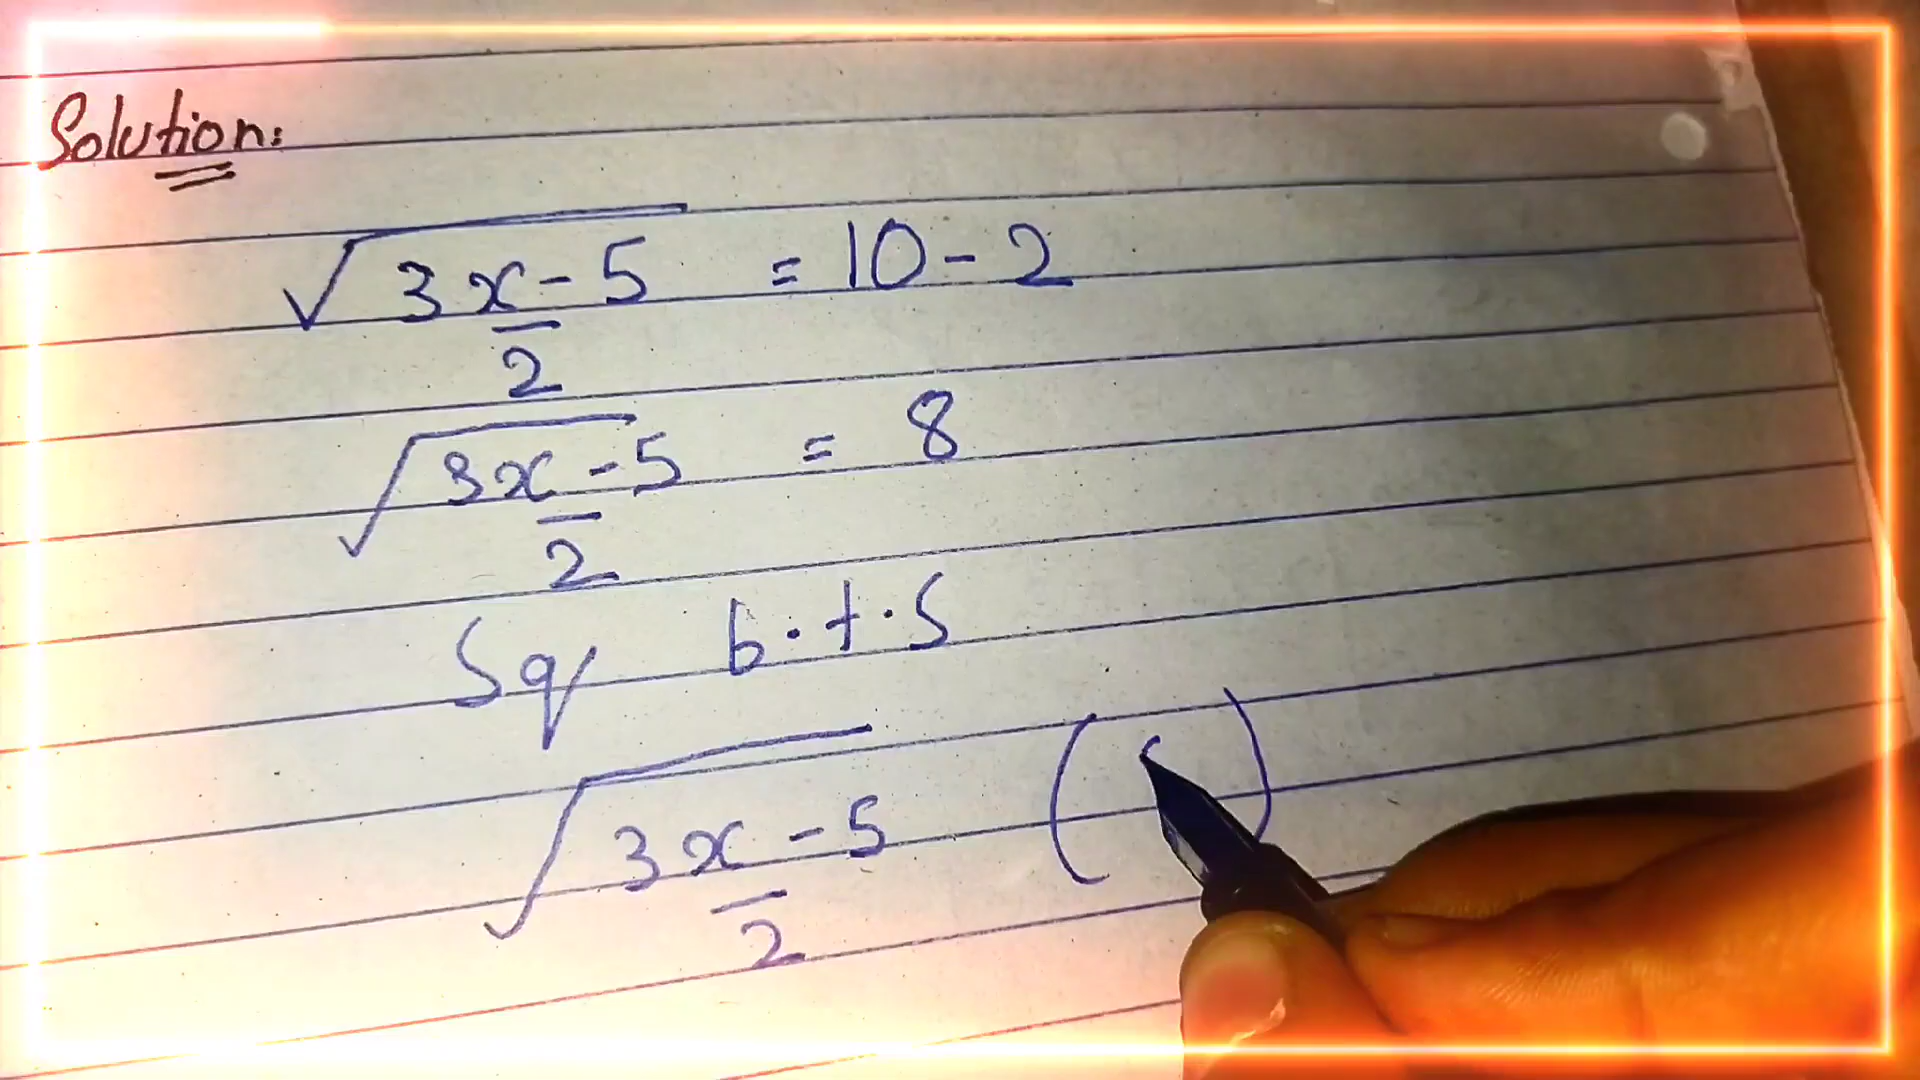 Solution:
√3x/2 - 5 = 10 - 2
√3x/2 - 5 = 8
Sq b.t.s
√3x/2 - 5 (
)